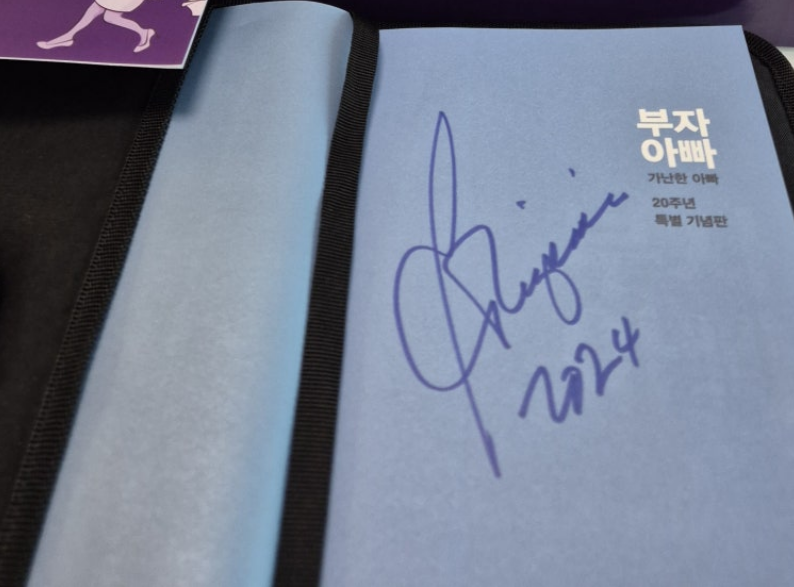 부자
아빠
가난한 아빠
20주년
특별 기념판
2024